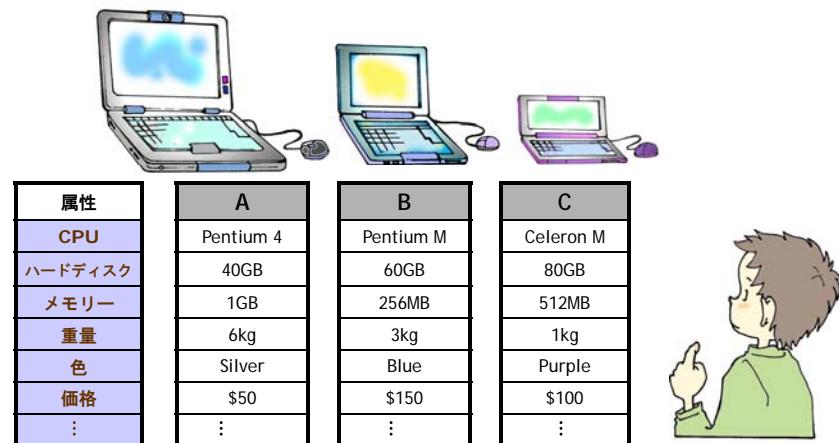 属性 A B C
CPU Pentium 4 Pentium M Celeron M
ハードディスク 40GB 60GB 80GB
メモリー 1GB 256MB 512MB
重量 6kg 3kg 1kg
色 Silver Blue Purple
価格 $50 $150 $100
⋮ ⋮ ⋮ ⋮